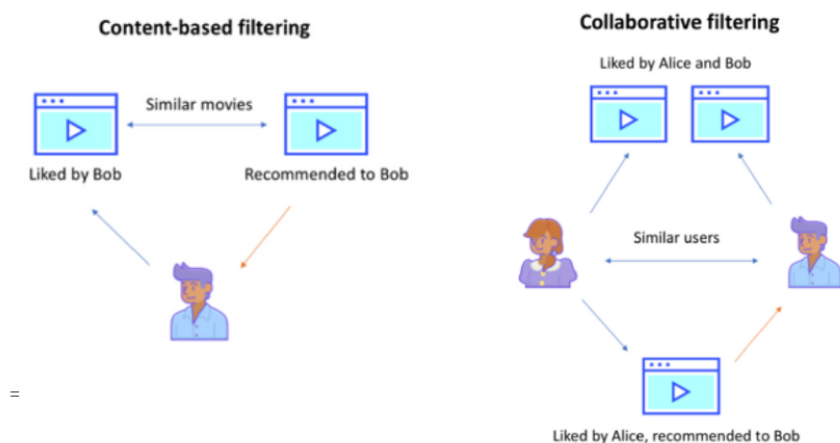 Content-based filtering
Similar movies
Liked by Bob
Recommended to Bob
=
Collaborative filtering
Liked by Alice and Bob
Similar users
Liked by Alice, recommended to Bob